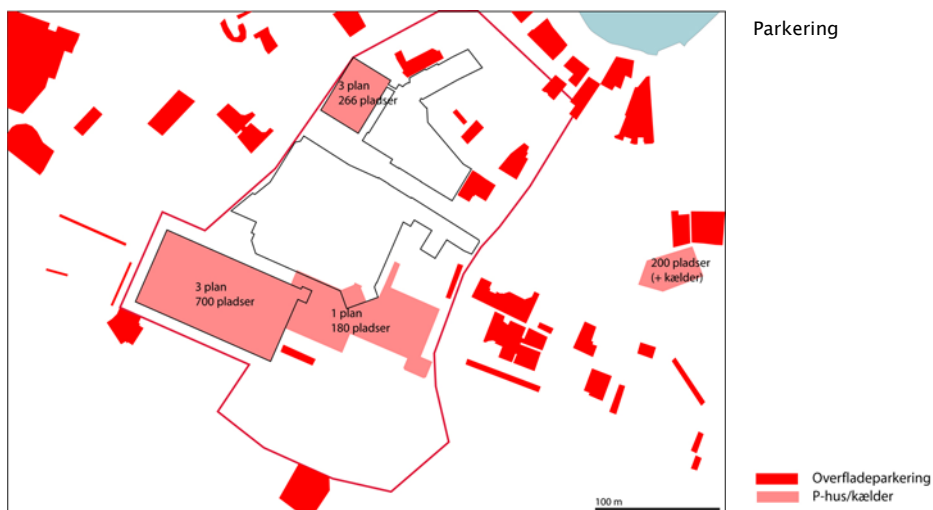 Parkering
3 plan
266 pladser
200 pladser
(+ kælder)
3 plan
700 pladser
1 plan
180 pladser
Overfladeparkering
P-hus/kælder
100 m